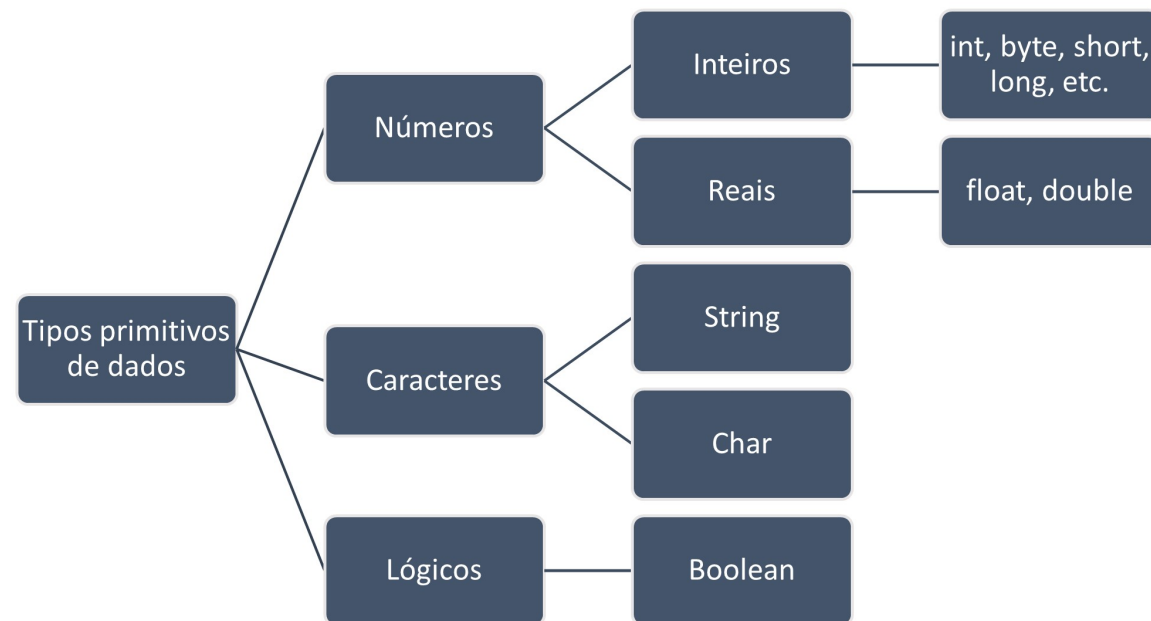 Tipos primitivos
de dados
Números
Inteiros
int, byte, short,
long, etc.
Reais
float, double
Caracteres
String
Char
Lógicos
Boolean